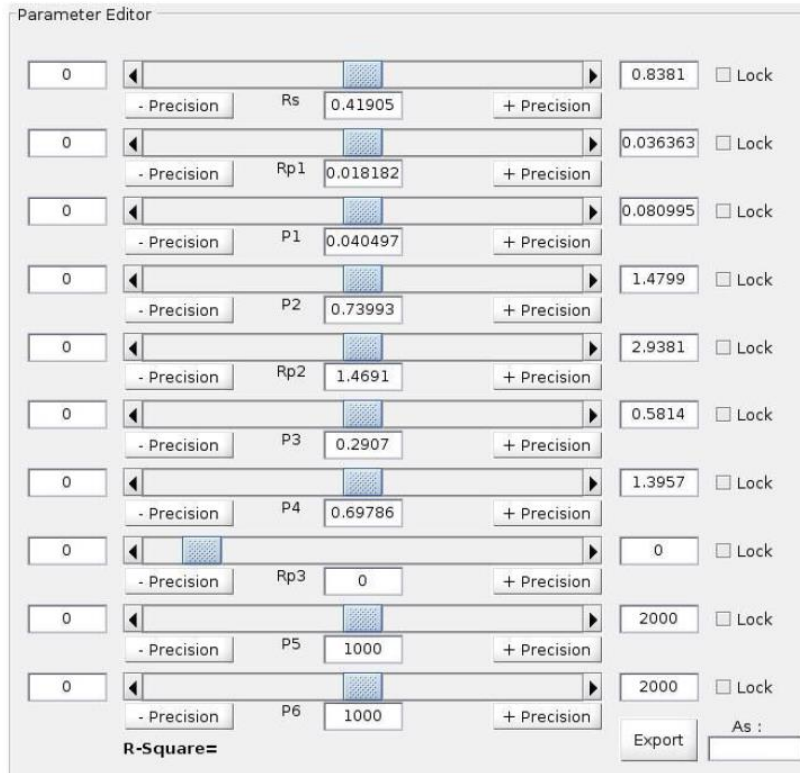 Parameter Editor
0 0.8381 Lock
- Precision Rs 0.41905 + Precision
0 0.036363 Lock
- Precision Rp1 0.018182 + Precision
0 0.080995 Lock
- Precision P1 0.040497 + Precision
0 1.4799 Lock
- Precision P2 0.73993 + Precision
0 2.9381 Lock
- Precision Rp2 1.4691 + Precision
0 0.5814 Lock
- Precision P3 0.2907 + Precision
0 1.3957 Lock
- Precision P4 0.69786 + Precision
0 0 Lock
- Precision Rp3 0 + Precision
0 2000 Lock
- Precision P5 1000 + Precision
0 2000 Lock
- Precision P6 1000 + Precision
R-Square= Export As :